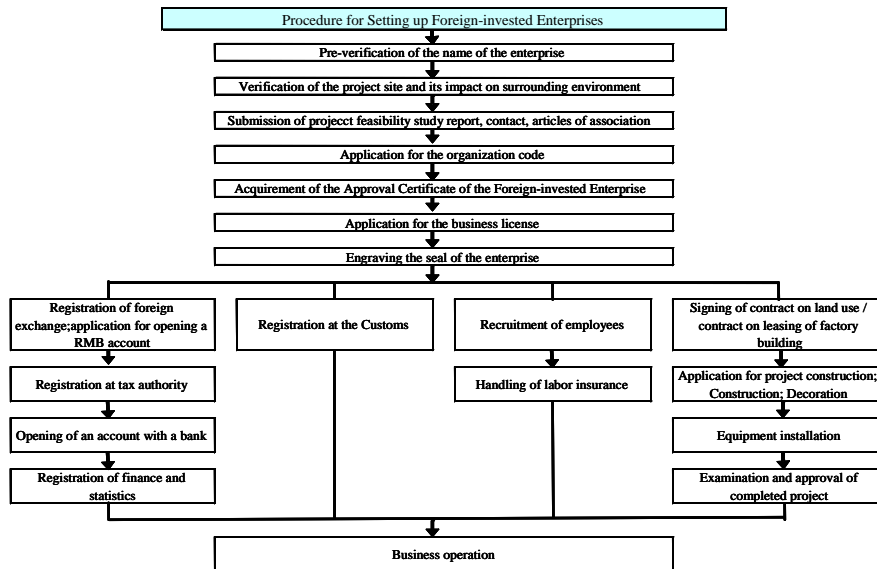 Procedure for Setting up Foreign-invested Enterprises
Pre-verification of the name of the enterprise
Verification of the project site and its impact on surrounding environment
Submission of projecct feasibility study report, contact, articles of association
Application for the organization code
Acquirement of the Approval Certificate of the Foreign-invested Enterprise
Application for the business license
Engraving the seal of the enterprise
Registration of foreign
exchange;application for opening a
RMB account
Registration at tax authority
Opening of an account with a bank
Registration of finance and
statistics
Registration at the Customs
Recruitment of employees
Handling of labor insurance
Signing of contract on land use /
contract on leasing of factory
building
Application for project construction;
Construction; Decoration
Equipment installation
Examination and approval of
completed project
Business operation